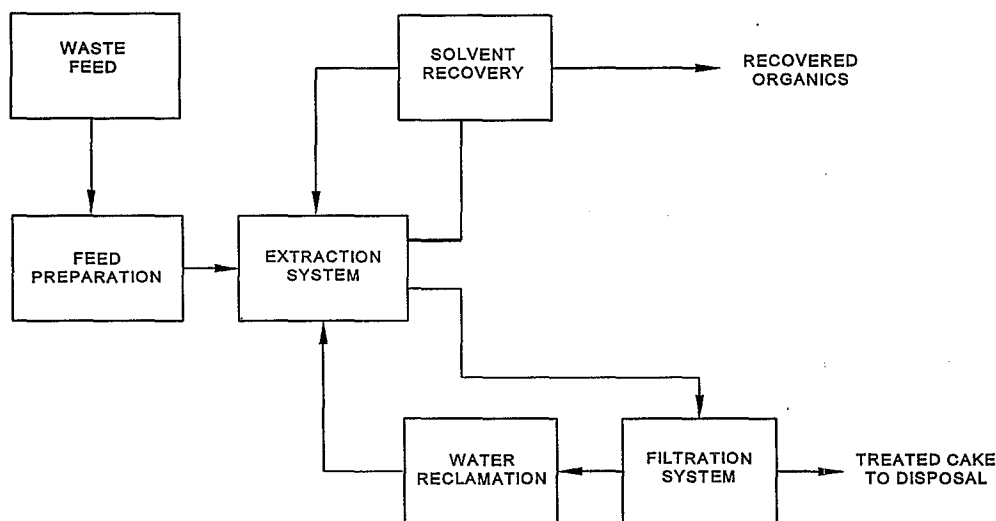 WASTE
FEED
SOLVENT
RECOVERY
RECOVERED
ORGANICS
FEED
PREPARATION
EXTRACTION
SYSTEM
WATER
RECLAMATION
FILTRATION
SYSTEM
TREATED CAKE
TO DISPOSAL